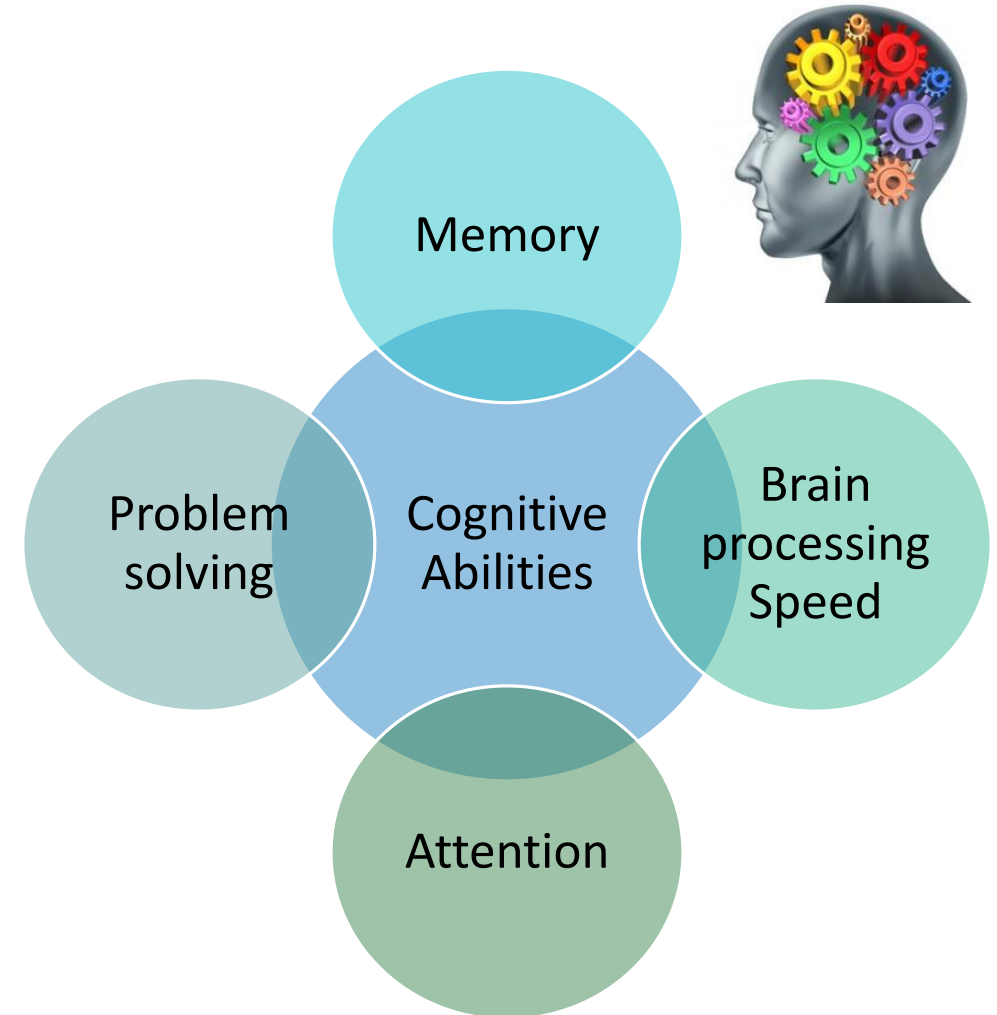 Memory
Problem
solving
Cognitive
Abilities
Brain
processing
Speed
Attention